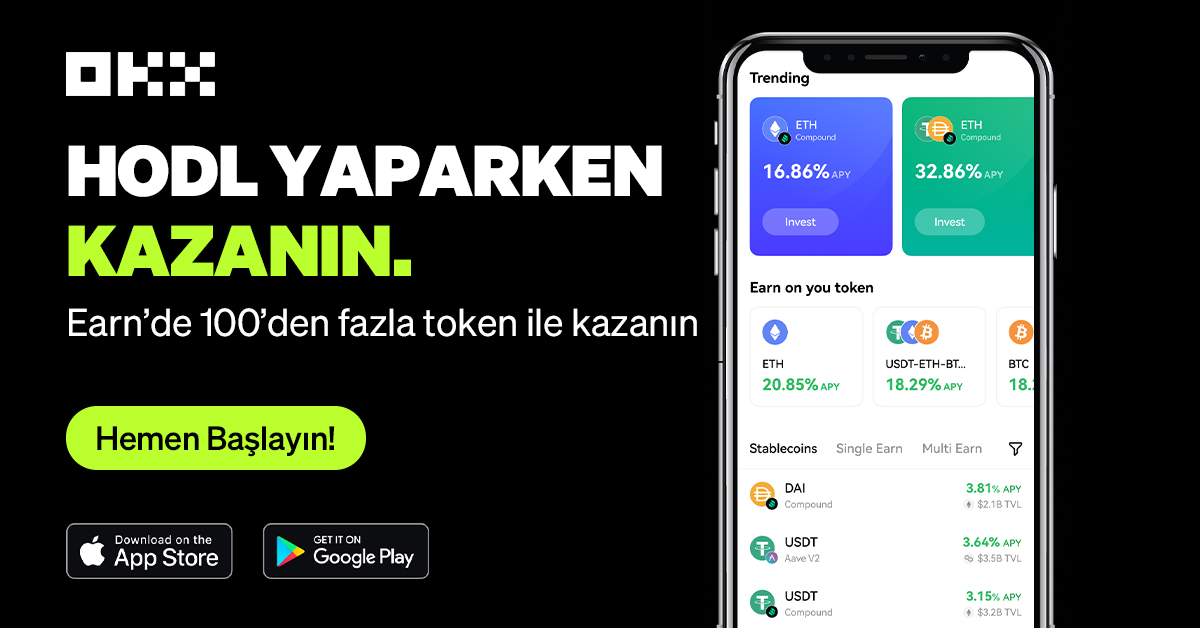 OKX
HODL YAPARKEN
KAZANIN.
Earn’de 100’den fazla token ile kazanın
Hemen Başlayın!
Download on the
App Store
GET IT ON
Google Play
Trending
ETH
Compound
16.86% APY
Invest
ETH
Compound
32.86% APY
Invest
Earn on you token
ETH
20.85% APY
USDT-ETH-BT...
18.29% APY
BTC
18.
Stablecoins Single Earn Multi Earn
DAI 3.81% APY
Compound $2.1B TVL
USDT 3.64% APY
Aave V2 $3.5B TVL
USDT 3.15% APY
Compound $3.2B TVL